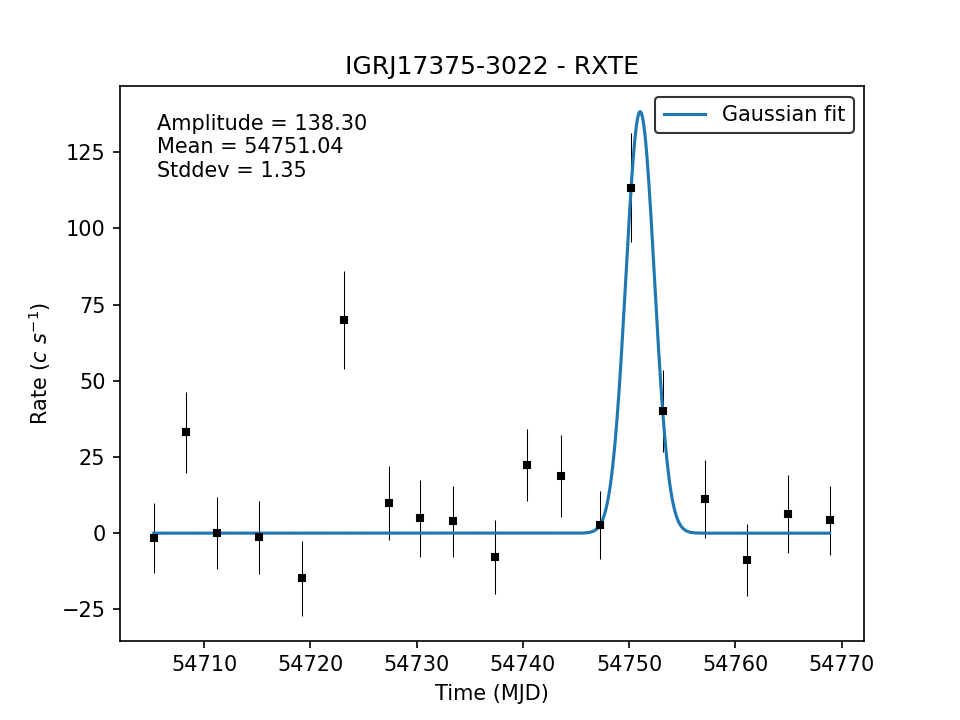 IGRJ17375-3022 - RXTE
Amplitude = 138.30
Mean = 54751.04
Stddev = 1.35
Gaussian fit
Rate (c s⁻¹)
125
100
75
50
25
0
−25
54710 54720 54730 54740 54750 54760 54770
Time (MJD)